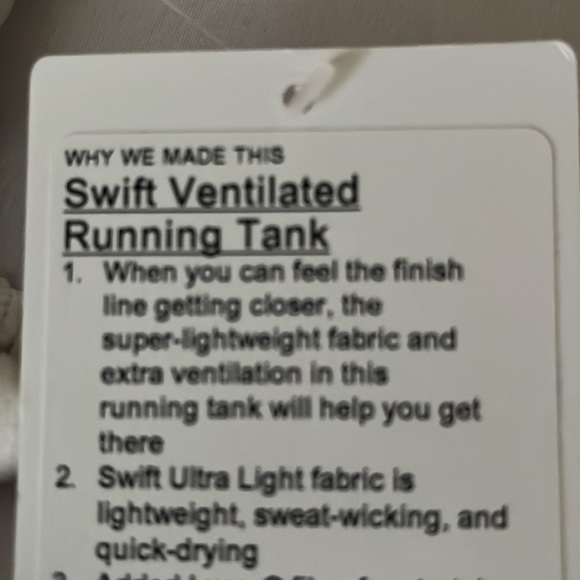 WHY WE MADE THIS
Swift Ventilated
Running Tank
1. When you can feel the finish
line getting closer, the
super-lightweight fabric and
extra ventilation in this
running tank will help you get
there
2. Swift Ultra Light fabric is
lightweight, sweat-wicking, and
quick-drying
3. Added